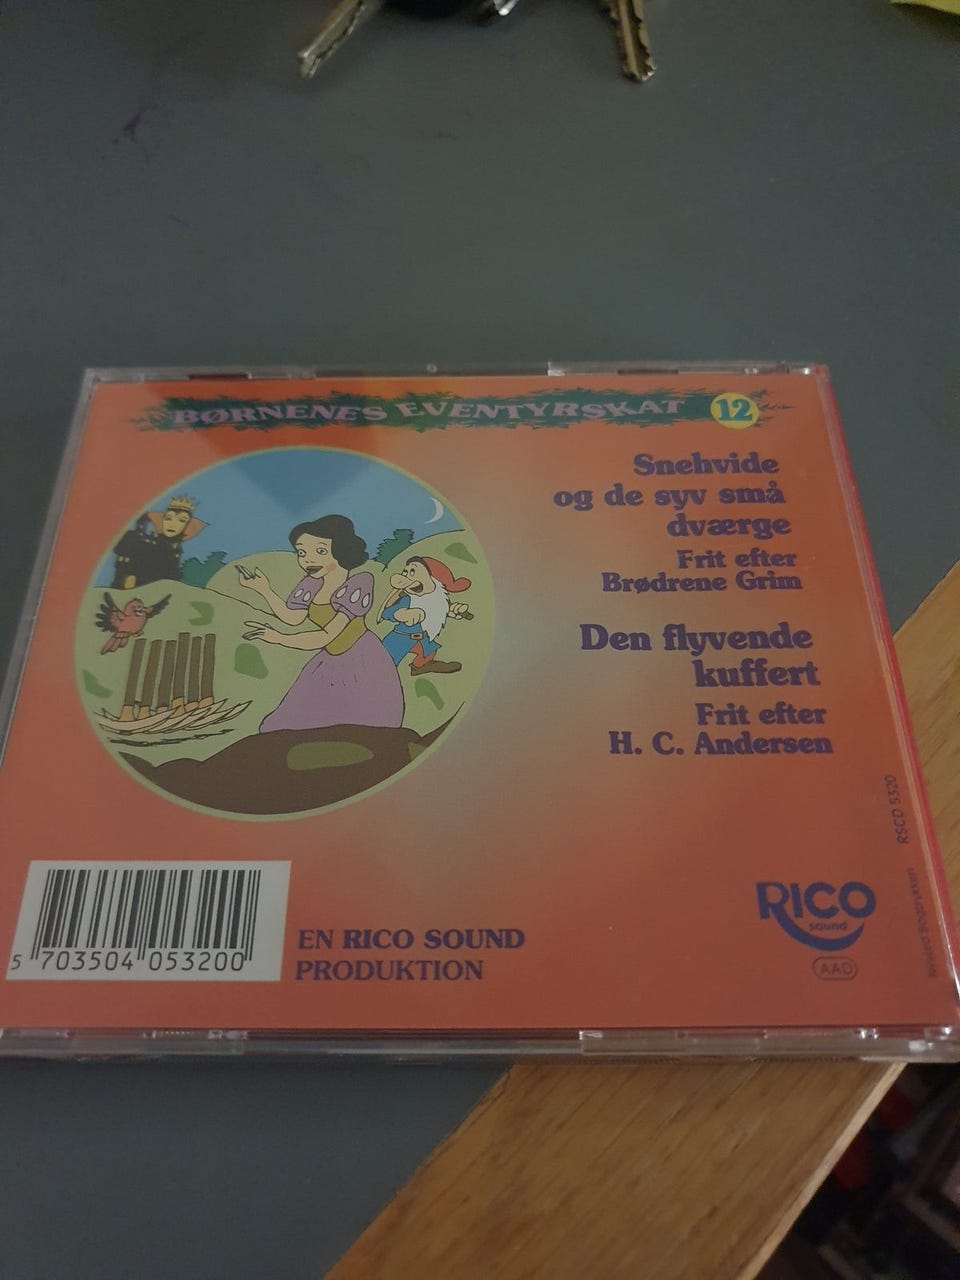 BØRNENES EVENTYRSKAT 12
Snehvide
og de syv små
dværge
Frit efter
Brødrene Grim
Den flyvende
kuffert
Frit efter
H. C. Andersen
RSCD 5320
RICO
sound
AAD
EN RICO SOUND
PRODUKTION
5 703504 053200